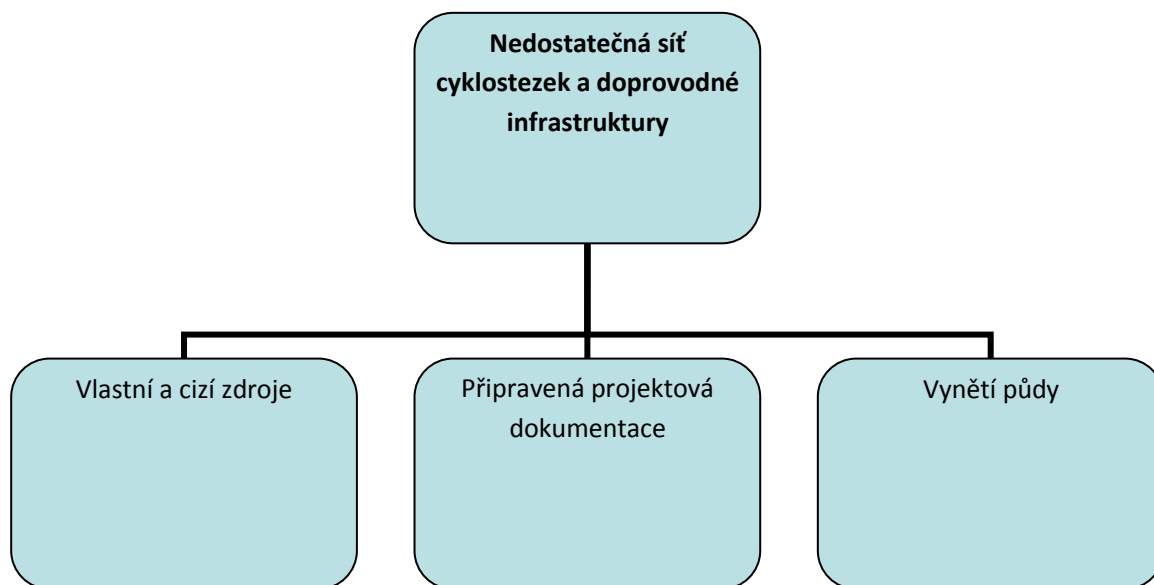 Nedostatečná síť
cyklostezek a doprovodné
infrastruktury
Vlastní a cizí zdroje
Připravená projektová
dokumentace
Vynětí půdy